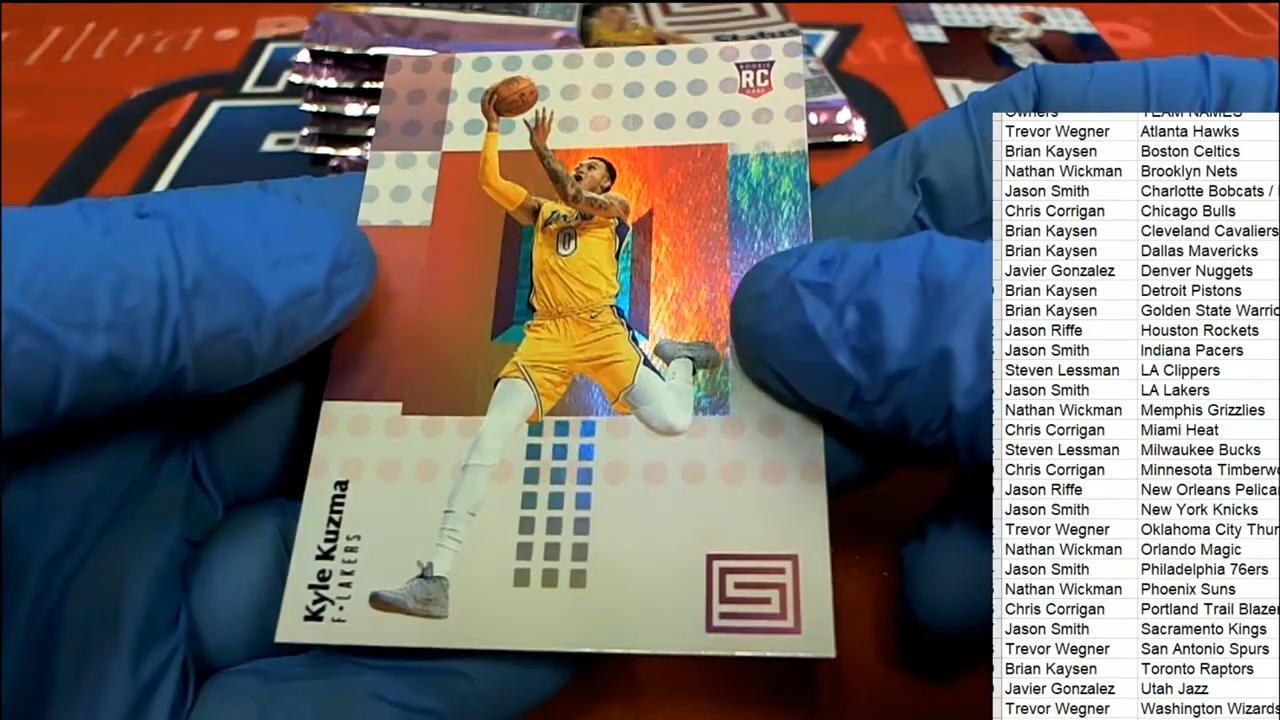 Ultra • PRO
ROOKIE
RC
CARD
Lakers
0
Kyle Kuzma
F • LAKERS
S
Owners TEAM NAMES
Trevor Wegner Atlanta Hawks
Brian Kaysen Boston Celtics
Nathan Wickman Brooklyn Nets
Jason Smith Charlotte Bobcats /
Chris Corrigan Chicago Bulls
Brian Kaysen Cleveland Cavaliers
Brian Kaysen Dallas Mavericks
Javier Gonzalez Denver Nuggets
Brian Kaysen Detroit Pistons
Brian Kaysen Golden State Warrio
Jason Riffe Houston Rockets
Jason Smith Indiana Pacers
Steven Lessman LA Clippers
Jason Smith LA Lakers
Nathan Wickman Memphis Grizzlies
Chris Corrigan Miami Heat
Steven Lessman Milwaukee Bucks
Chris Corrigan Minnesota Timberwo
Jason Riffe New Orleans Pelica
Jason Smith New York Knicks
Trevor Wegner Oklahoma City Thun
Nathan Wickman Orlando Magic
Jason Smith Philadelphia 76ers
Nathan Wickman Phoenix Suns
Chris Corrigan Portland Trail Blaze
Jason Smith Sacramento Kings
Trevor Wegner San Antonio Spurs
Brian Kaysen Toronto Raptors
Javier Gonzalez Utah Jazz
Trevor Wegner Washington Wizards